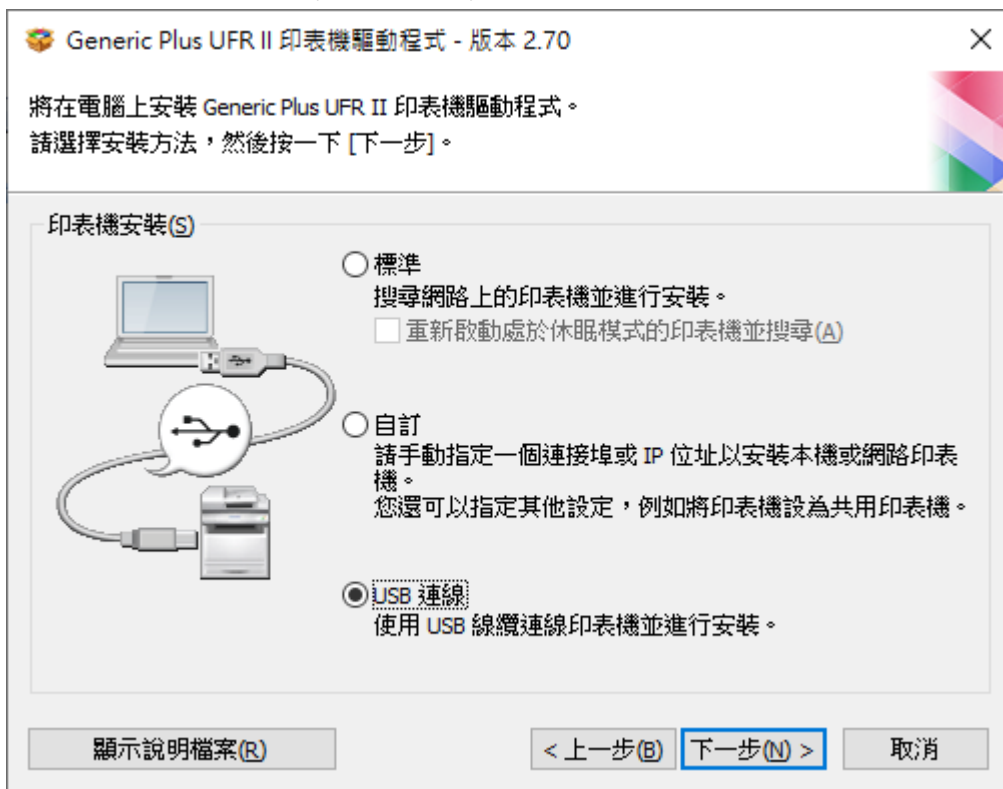 Generic Plus UFR II 印表機驅動程式 - 版本 2.70
將在電腦上安裝 Generic Plus UFR II 印表機驅動程式。
請選擇安裝方法，然後按一下 [下一步]。
印表機安裝(S)
標準
搜尋網路上的印表機並進行安裝。
重新啟動處於休眠模式的印表機並搜尋(A)
自訂
請手動指定一個連接埠或 IP 位址以安裝本機或網路印表
機。
您還可以指定其他設定，例如將印表機設為共用印表機。
USB 連線
使用 USB 線纜連線印表機並進行安裝。
顯示說明檔案(R)
< 上一步(B)
下一步(N) >
取消